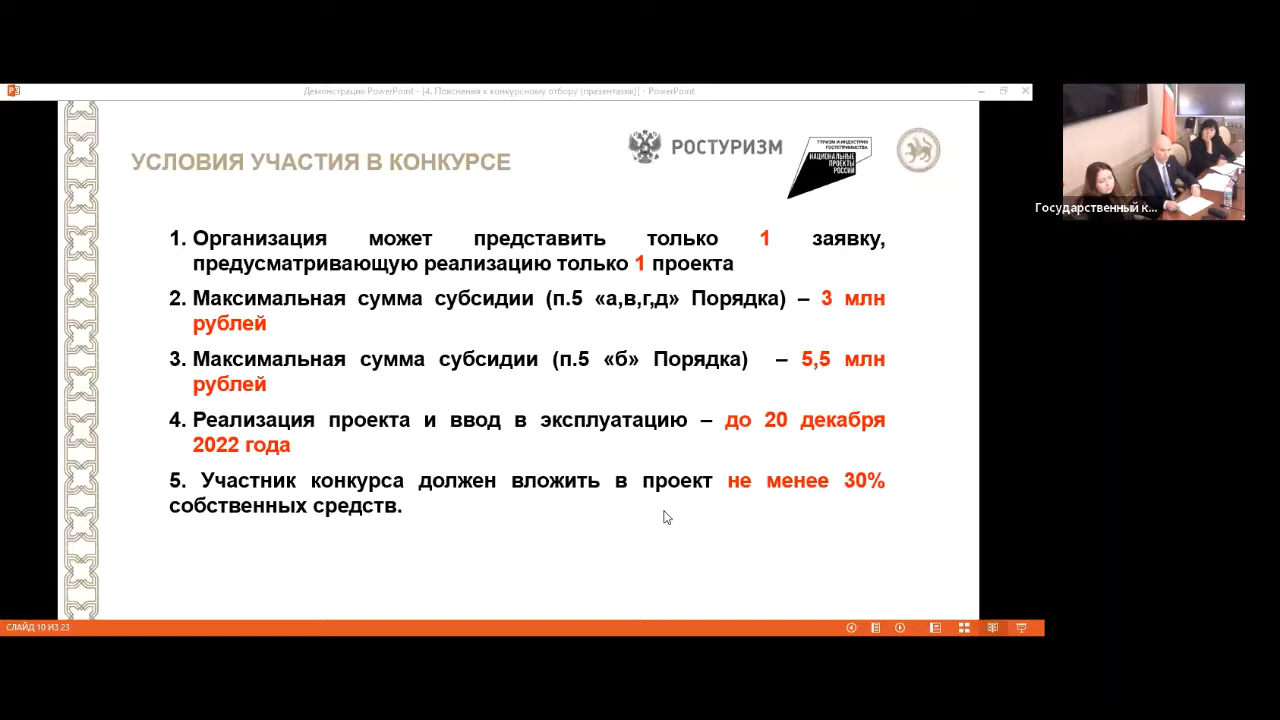 Демонстрация PowerPoint - [4. Пояснения к конкурсному отбору (презентация)] - PowerPoint
УСЛОВИЯ УЧАСТИЯ В КОНКУРСЕ
РОСТУРИЗМ
ТУРИЗМ И ИНДУСТРИЯ
ГОСТЕПРИИМСТВА
НАЦИОНАЛЬНЫЕ
ПРОЕКТЫ
РОССИИ
Государственный к...
1. Организация может представить только 1 заявку,
предусматривающую реализацию только 1 проекта
2. Максимальная сумма субсидии (п.5 «а,в,г,д» Порядка) – 3 млн
рублей
3. Максимальная сумма субсидии (п.5 «б» Порядка) – 5,5 млн
рублей
4. Реализация проекта и ввод в эксплуатацию – до 20 декабря
2022 года
5. Участник конкурса должен вложить в проект не менее 30%
собственных средств.
СЛАЙД 10 ИЗ 23